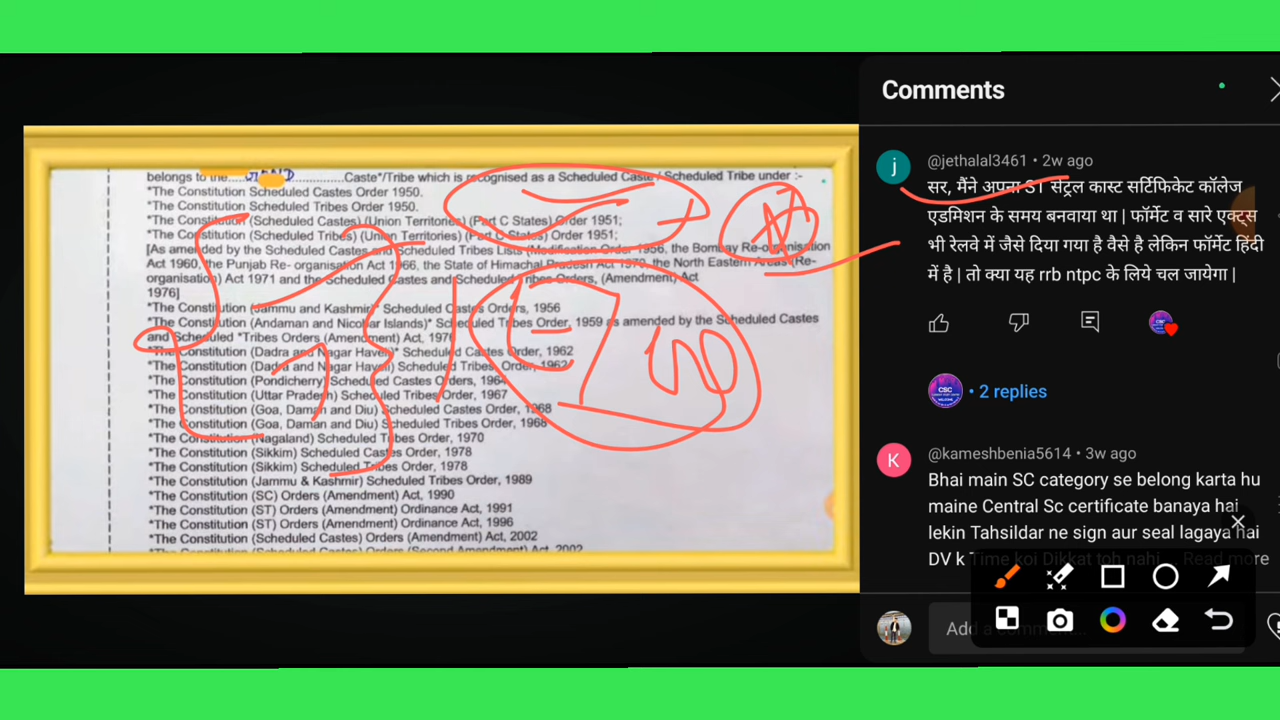 belongs to the.....................Caste*/Tribe which is recognised as a Scheduled Caste / Scheduled Tribe under :-
*The Constitution Scheduled Castes Order 1950.
*The Constitution Scheduled Tribes Order 1950.
*The Constitution (Scheduled Castes) (Union Territories) (Part C States) Order 1951;
*The Constitution (Scheduled Tribes) (Union Territories) (Part C States) Order 1951;
[As amended by the Scheduled Castes and Scheduled Tribes Lists (Modification Order 1956, the Bombay Re-organisation
Act 1960, the Punjab Re- organisation Act 1966, the State of Himachal Pradesh Act 1970, the North Eastern Areas (Re-
organisation) Act 1971 and the Scheduled Castes and Scheduled Tribes Orders, (Amendment) Act
1976]
*The Constitution (Jammu and Kashmir)* Scheduled Castes Orders, 1956
*The Constitution (Andaman and Nicobar Islands)* Scheduled Tribes Order, 1959 as amended by the Scheduled Castes
and Scheduled *Tribes Orders (Amendment) Act, 1976
*The Constitution (Dadra and Nagar Haveli)* Scheduled Castes Order, 1962
*The Constitution (Dadra and Nagar Haveli) Scheduled Tribes Order, 1962
*The Constitution (Pondicherry) Scheduled Castes Orders, 1964
*The Constitution (Uttar Pradesh) Scheduled Tribes Order, 1967
*The Constitution (Goa, Daman and Diu) Scheduled Castes Order, 1968
*The Constitution (Goa, Daman and Diu) Scheduled Tribes Order, 1968
*The Constitution (Nagaland) Scheduled Tribes Order, 1970
*The Constitution (Sikkim) Scheduled Castes Order, 1978
*The Constitution (Sikkim) Scheduled Tribes Order, 1978
*The Constitution (Jammu & Kashmir) Scheduled Tribes Order, 1989
*The Constitution (SC) Orders (Amendment) Act, 1990
*The Constitution (ST) Orders (Amendment) Ordinance Act, 1991
*The Constitution (ST) Orders (Amendment) Ordinance Act, 1996
*The Constitution (Scheduled Castes) Orders (Amendment) Act, 2002
Comments
j
@jethalal3461 • 2w ago
सर, मैंने अपना ST सेंट्रल कास्ट सर्टिफिकेट कॉलेज
एडमिशन के समय बनवाया था | फॉर्मेट व सारे एक्ट्स
भी रेलवे में जैसे दिया गया है वैसे है लेकिन फॉर्मेट हिंदी
में है | तो क्या यह rrb ntpc के लिये चल जायेगा |
CSC
• 2 replies
K
@kameshbenia5614 • 3w ago
Bhai main SC category se belong karta hu
maine Central Sc certificate banaya hai
lekin Tahsildar ne sign aur seal lagaya hai
DV k Time koi Dikkat toh nahi ... Read more
Add a comment...